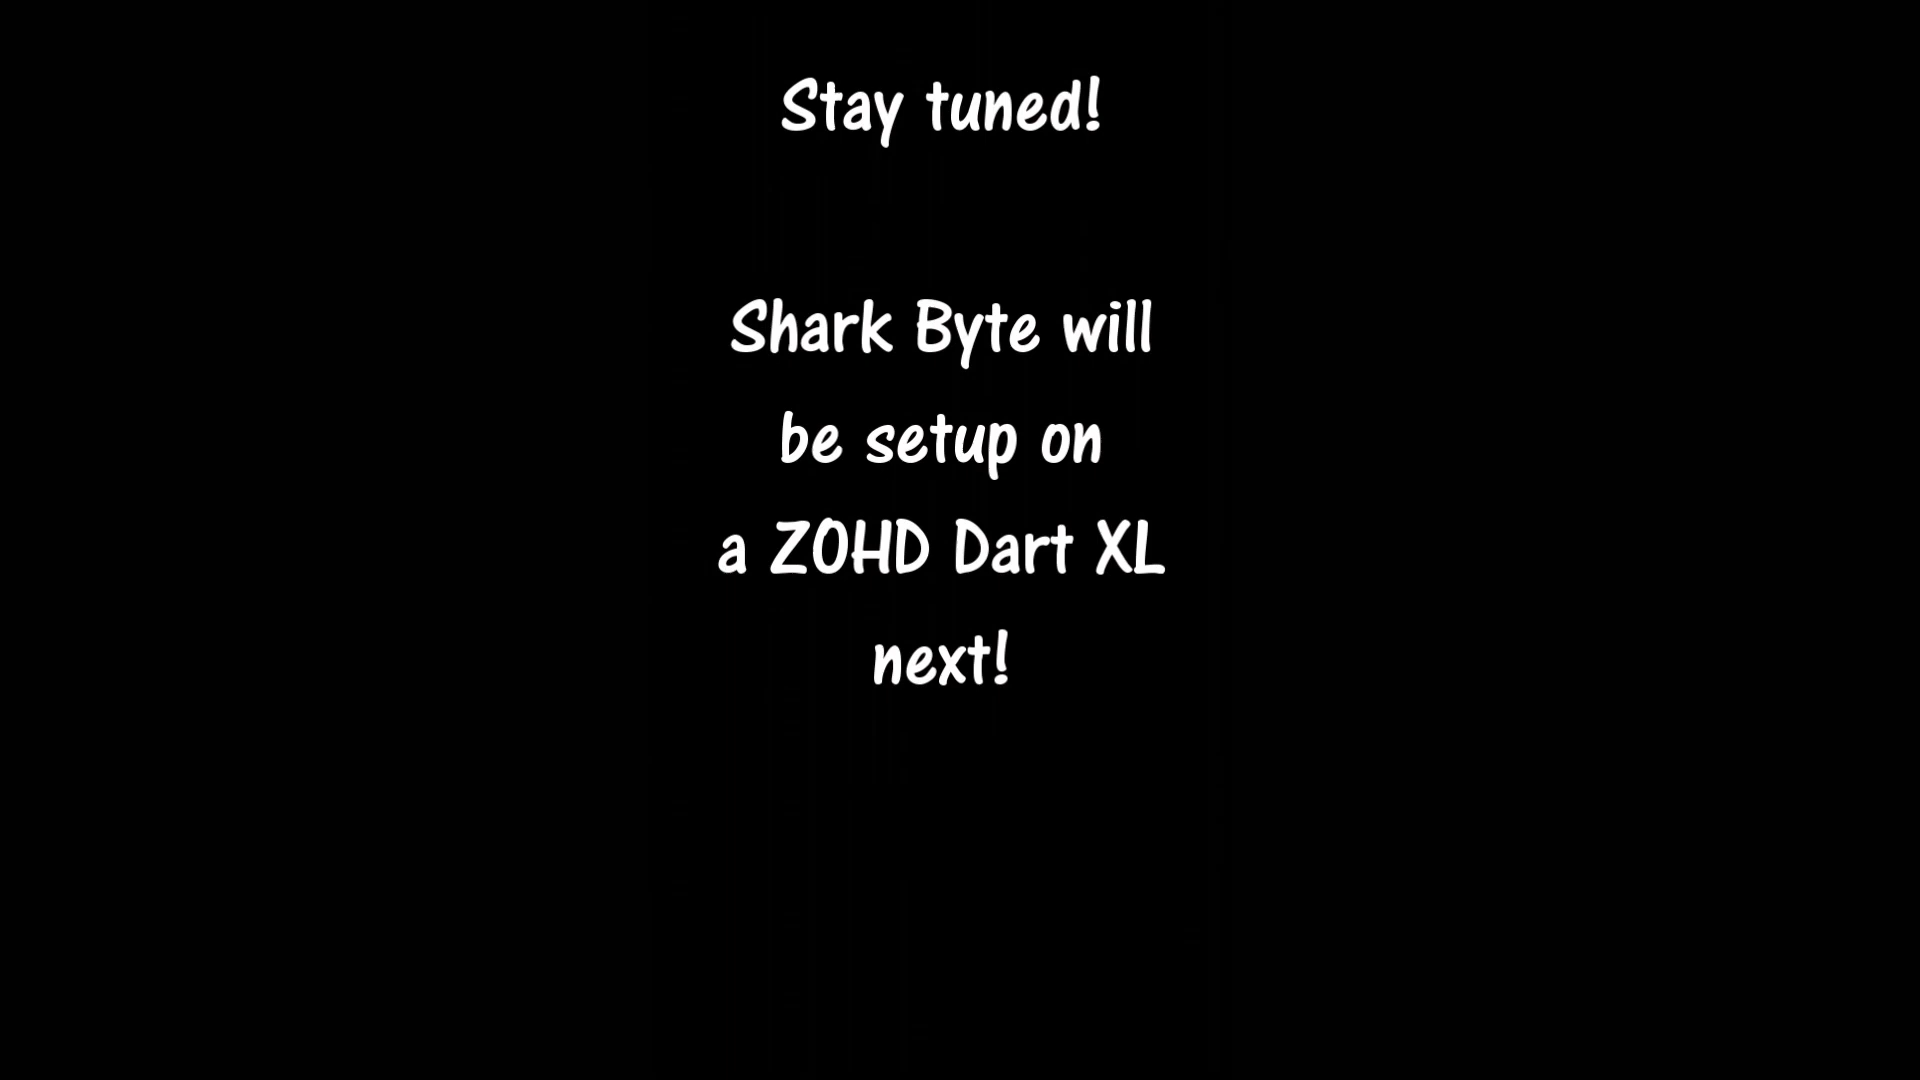 Stay tuned!
Shark Byte will
be setup on
a ZOHD Dart XL
next!